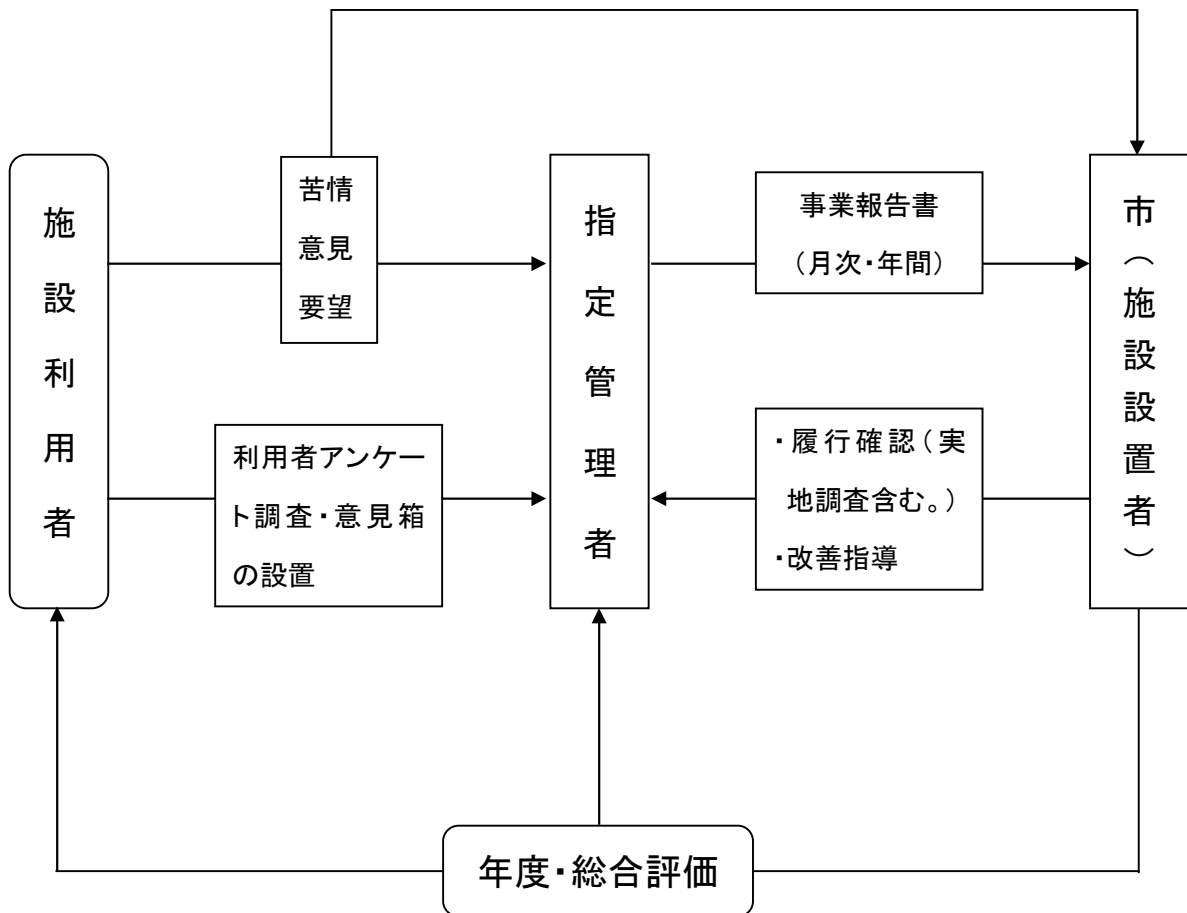 施設利用者
苦情
意見
要望
利用者アンケー
ト調査・意見箱
の設置
指定管理者
事業報告書
（月次・年間）
・履行確認（実
地調査含む。）
・改善指導
市（施設設置者）
年度・総合評価